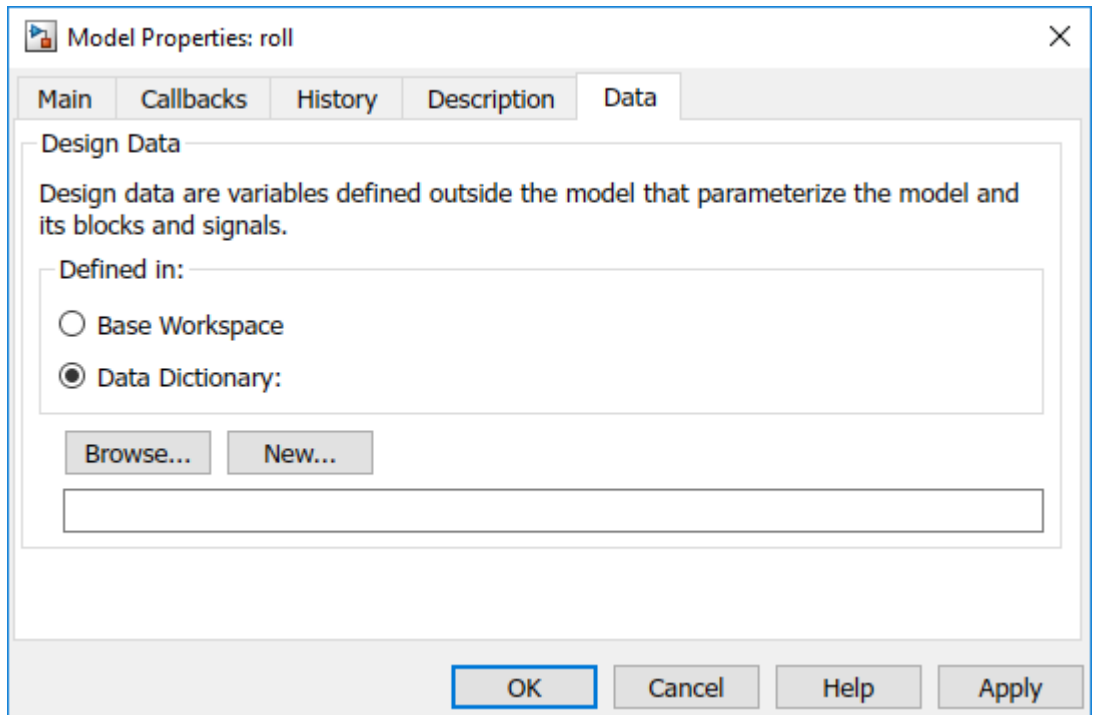 Model Properties: roll
Main Callbacks History Description Data
Design Data
Design data are variables defined outside the model that parameterize the model and
its blocks and signals.
Defined in:
Base Workspace
Data Dictionary:
Browse... New...
OK Cancel Help Apply